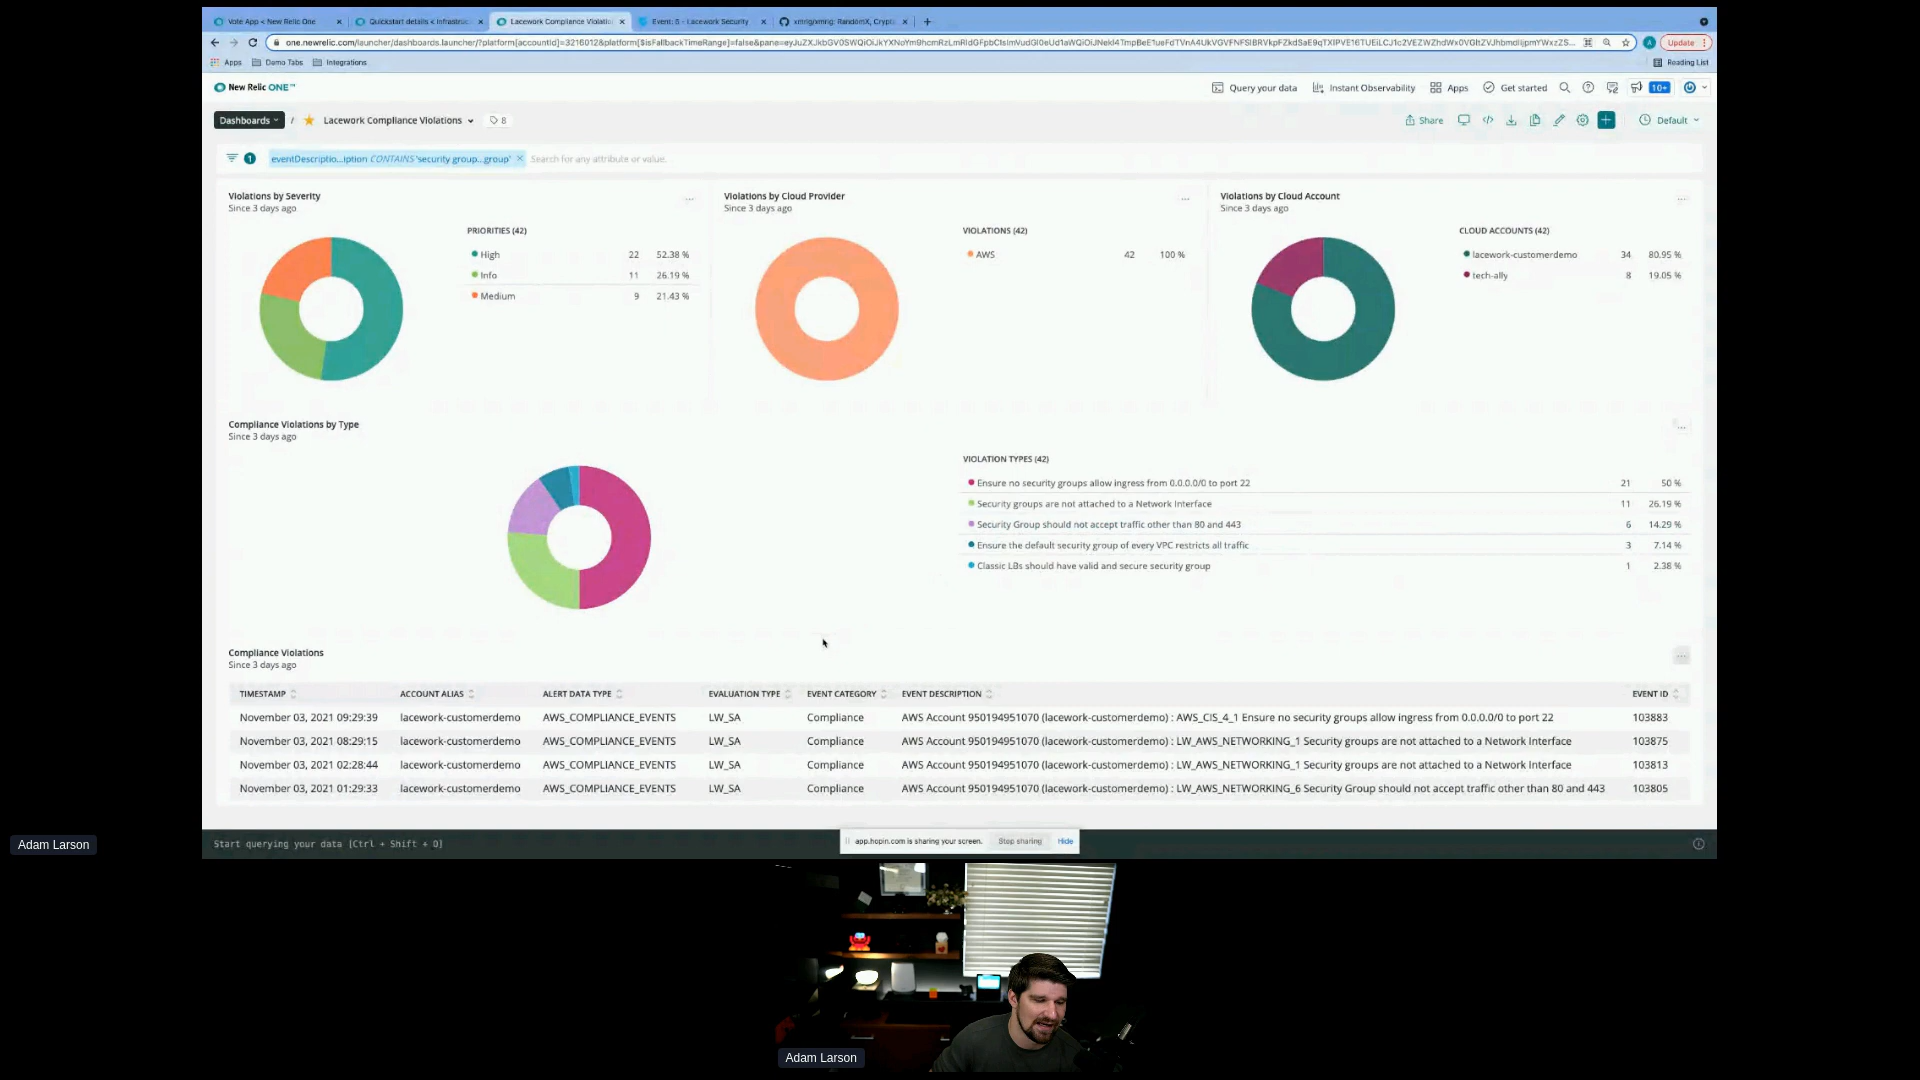 Vote App < New Relic One
Quickstart details < Infrastruc
Lacework Compliance Violatio
Event: 6 - Lacework Security
xmrig/xmrig: RandomX, Crypt
Update
Apps
Demo Tabs
Integrations
Reading List
New Relic ONE™
Query your data
Instant Observability
Apps
Get started
10+
Dashboards
/
Lacework Compliance Violations
8
Share
Default
1
eventDescriptio...iption CONTAINS 'security group...group'
Search for any attribute or value.
Violations by Severity
Since 3 days ago
PRIORITIES (42)
High 22 52.38 %
Info 11 26.19 %
Medium 9 21.43 %
Violations by Cloud Provider
Since 3 days ago
VIOLATIONS (42)
AWS 42 100 %
Violations by Cloud Account
Since 3 days ago
CLOUD ACCOUNTS (42)
lacework-customerdemo 34 80.95 %
tech-ally 8 19.05 %
Compliance Violations by Type
Since 3 days ago
VIOLATION TYPES (42)
Ensure no security groups allow ingress from 0.0.0.0/0 to port 22 21 50 %
Security groups are not attached to a Network Interface 11 26.19 %
Security Group should not accept traffic other than 80 and 443 6 14.29 %
Ensure the default security group of every VPC restricts all traffic 3 7.14 %
Classic LBs should have valid and secure security group 1 2.38 %
Compliance Violations
Since 3 days ago
TIMESTAMP ACCOUNT ALIAS ALERT DATA TYPE EVALUATION TYPE EVENT CATEGORY EVENT DESCRIPTION EVENT ID
November 03, 2021 09:29:39 lacework-customerdemo AWS_COMPLIANCE_EVENTS LW_SA Compliance AWS Account 950194951070 (lacework-customerdemo) : AWS_CIS_4_1 Ensure no security groups allow ingress from 0.0.0.0/0 to port 22 103883
November 03, 2021 08:29:15 lacework-customerdemo AWS_COMPLIANCE_EVENTS LW_SA Compliance AWS Account 950194951070 (lacework-customerdemo) : LW_AWS_NETWORKING_1 Security groups are not attached to a Network Interface 103875
November 03, 2021 02:28:44 lacework-customerdemo AWS_COMPLIANCE_EVENTS LW_SA Compliance AWS Account 950194951070 (lacework-customerdemo) : LW_AWS_NETWORKING_1 Security groups are not attached to a Network Interface 103813
November 03, 2021 01:29:33 lacework-customerdemo AWS_COMPLIANCE_EVENTS LW_SA Compliance AWS Account 950194951070 (lacework-customerdemo) : LW_AWS_NETWORKING_6 Security Group should not accept traffic other than 80 and 443 103805
Start querying your data [Ctrl + Shift + O]
app.hopin.com is sharing your screen. Stop sharing Hide
Adam Larson
Adam Larson